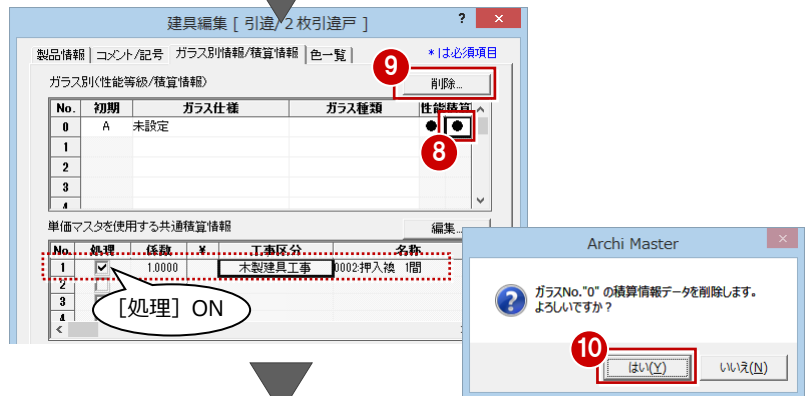 建具編集 [ 引違/2枚引違戸 ]
? ×
製品情報 コメント/記号 ガラス別情報/積算情報 色一覧 *は必須項目
9
ガラス別(性能等級/積算情報) 削除...
No. 初期 ガラス仕様 ガラス種類 性能 積算
0 A 未設定 ● ●
8
1
2
3
4
単価マスタを使用する共通積算情報 編集...
No. 処理 係数 ¥ 工事区分 名称
1 1.0000 木製建具工事 0002:押入襖 1間
2
3
4
[処理] ON
Archi Master
×
ガラスNo."0" の積算情報データを削除します。
よろしいですか?
10
はい(Y) いいえ(N)